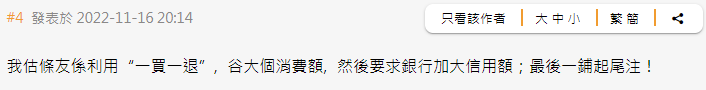 #4 發表於 2022-11-16 20:14 只看該作者 大 中 小 繁 簡
我估條友係利用“一買一退”, 谷大個消費額, 然後要求銀行加大信用額；最後一鋪起尾注！